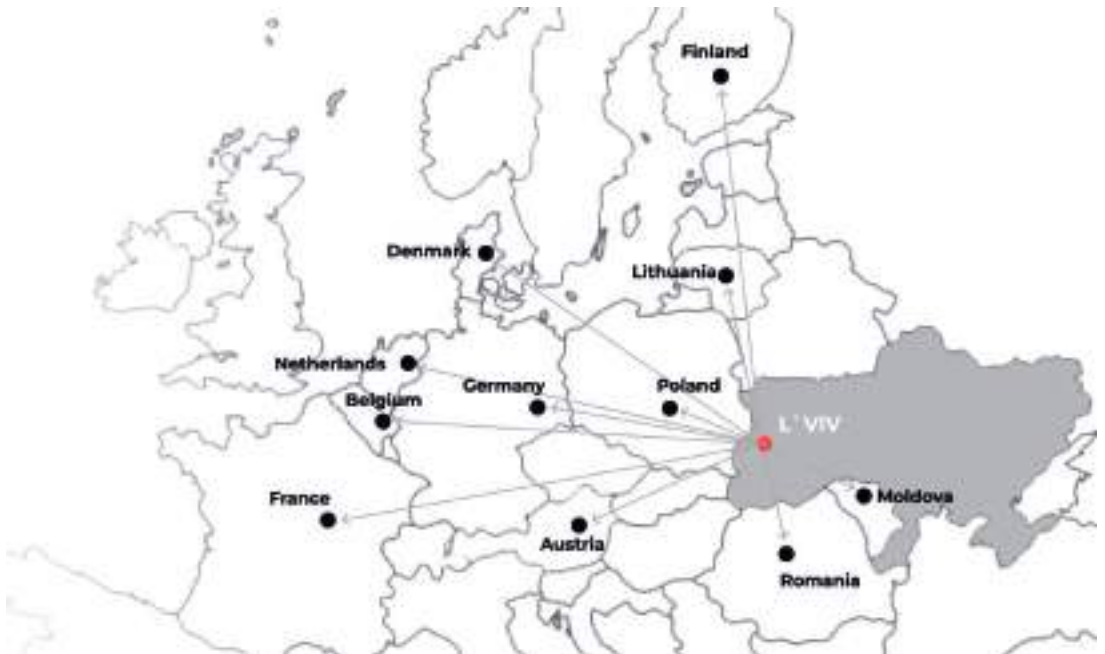 Finland
Denmark
Lithuania
Netherlands
Germany
Poland
Belgium
L'VIV
France
Moldova
Austria
Romania